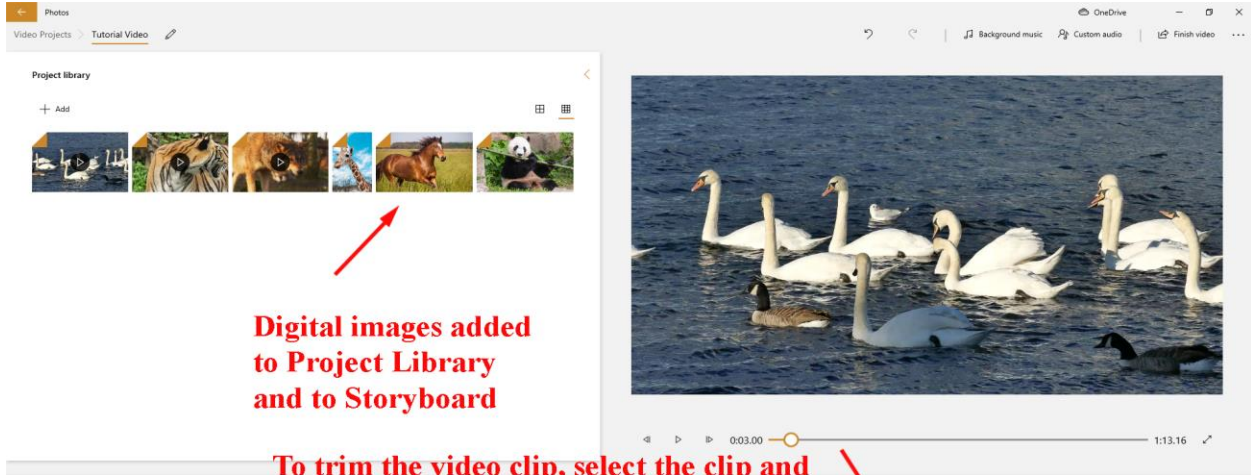 Photos
OneDrive
Video Projects > Tutorial Video
Background music
Custom audio
Finish video
Project library
+ Add
Digital images added
to Project Library
and to Storyboard
0:03.00
1:13.16
To trim the video clip, select the clip and